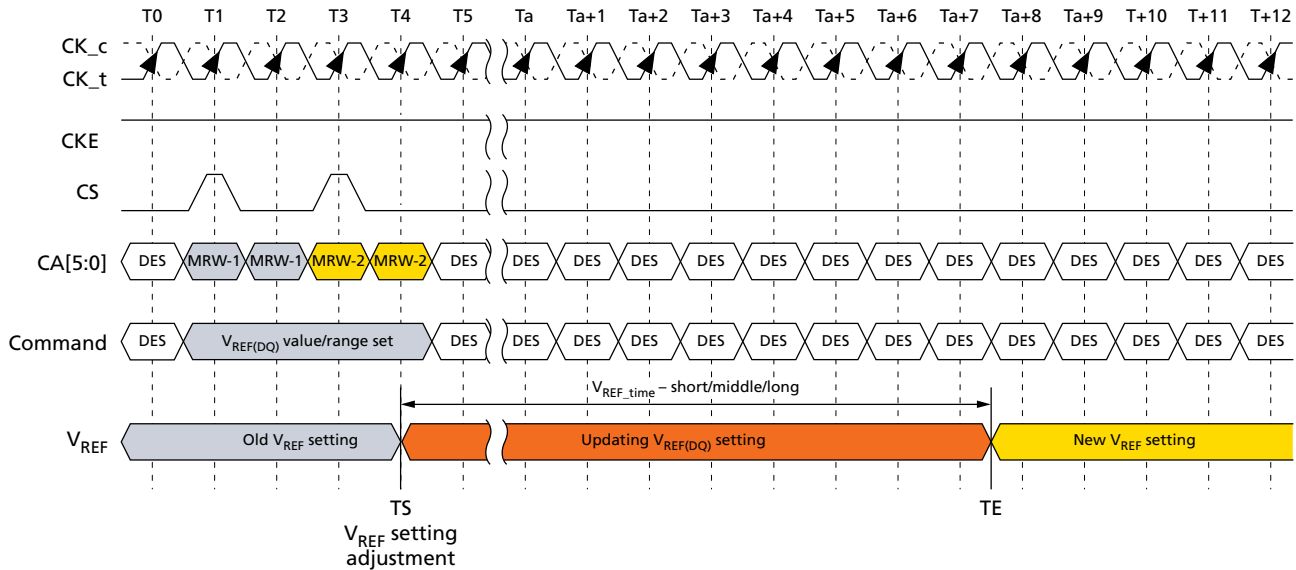 T0 T1 T2 T3 T4 T5 Ta Ta+1 Ta+2 Ta+3 Ta+4 Ta+5 Ta+6 Ta+7 Ta+8 Ta+9 T+10 T+11 T+12
CK_c
CK_t
CKE
CS
CA[5:0] DES MRW-1 MRW-1 MRW-2 MRW-2 DES DES DES DES DES DES DES DES DES DES DES DES DES DES
Command DES VREF(DQ) value/range set DES DES DES DES DES DES DES DES DES DES DES DES DES DES
VREF_time – short/middle/long
VREF Old VREF setting Updating VREF(DQ) setting New VREF setting
TS TE
VREF setting
adjustment